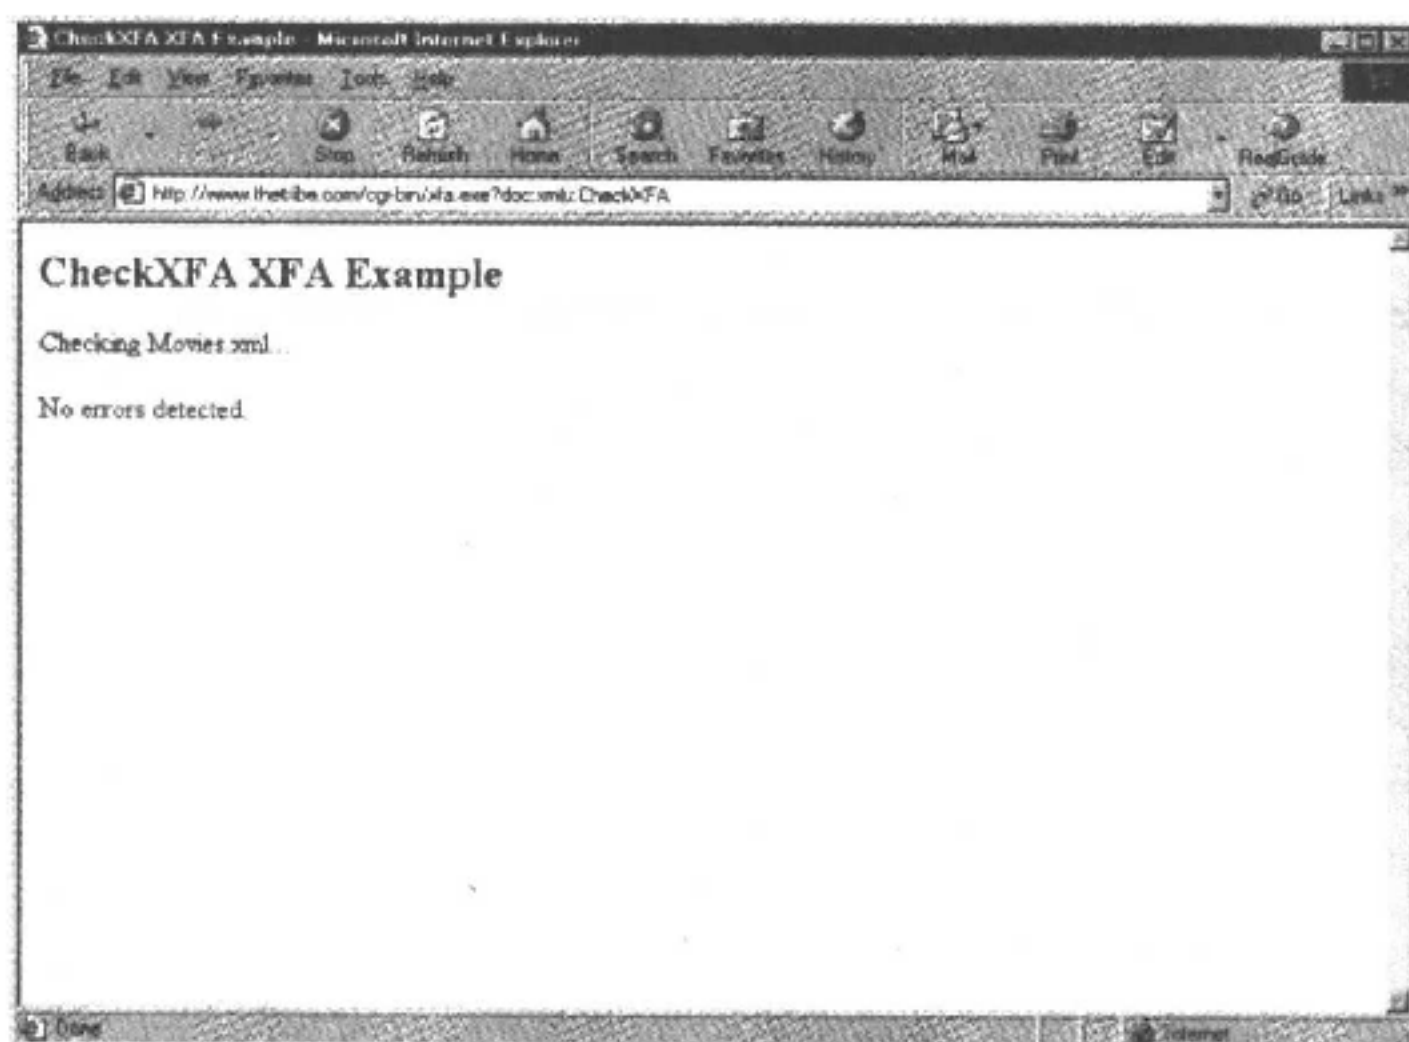 CheckXFA XFA Example - Microsoft Internet Explorer
File Edit View Favorites Tools Help
Back Stop Refresh Home Search Favorites History Mail Print Edit RealGuide
Address Go Links »
CheckXFA XFA Example
Checking Movies.xml...
No errors detected.
Done Internet